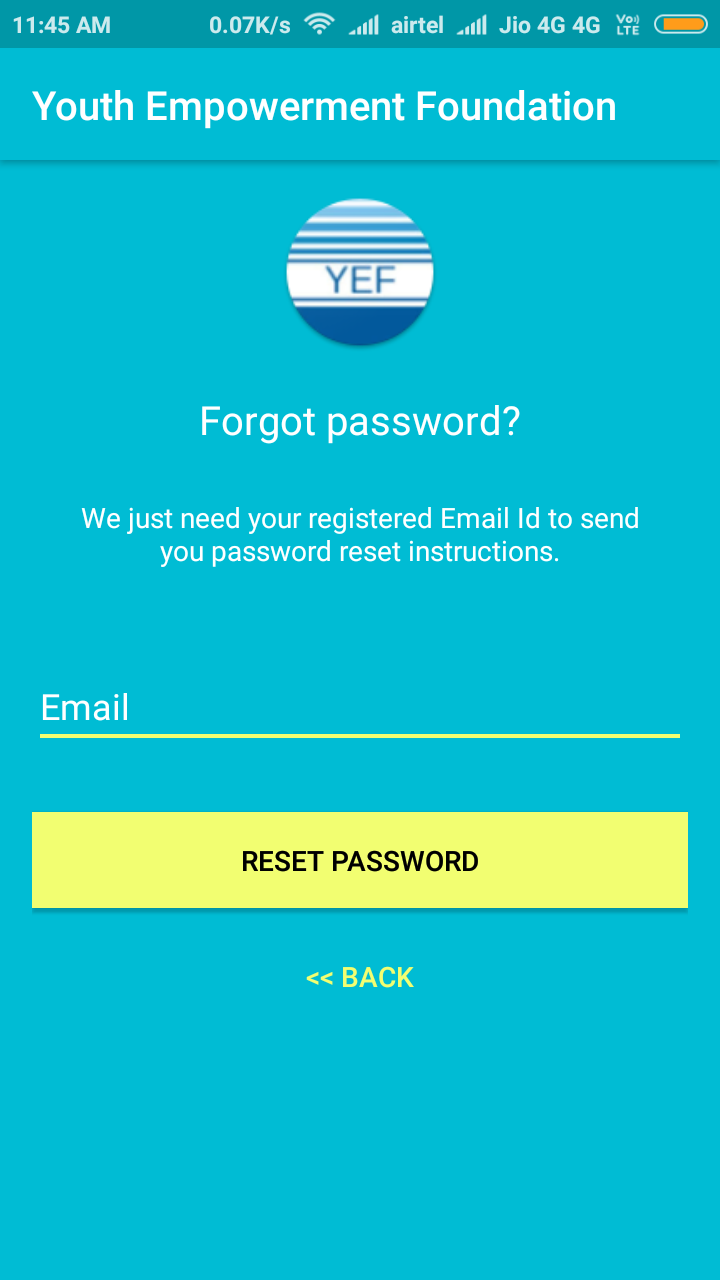 11:45 AM 0.07K/s airtel Jio 4G 4G Vo)) LTE
Youth Empowerment Foundation
YEF
Forgot password?
We just need your registered Email Id to send
you password reset instructions.
Email
RESET PASSWORD
<< BACK